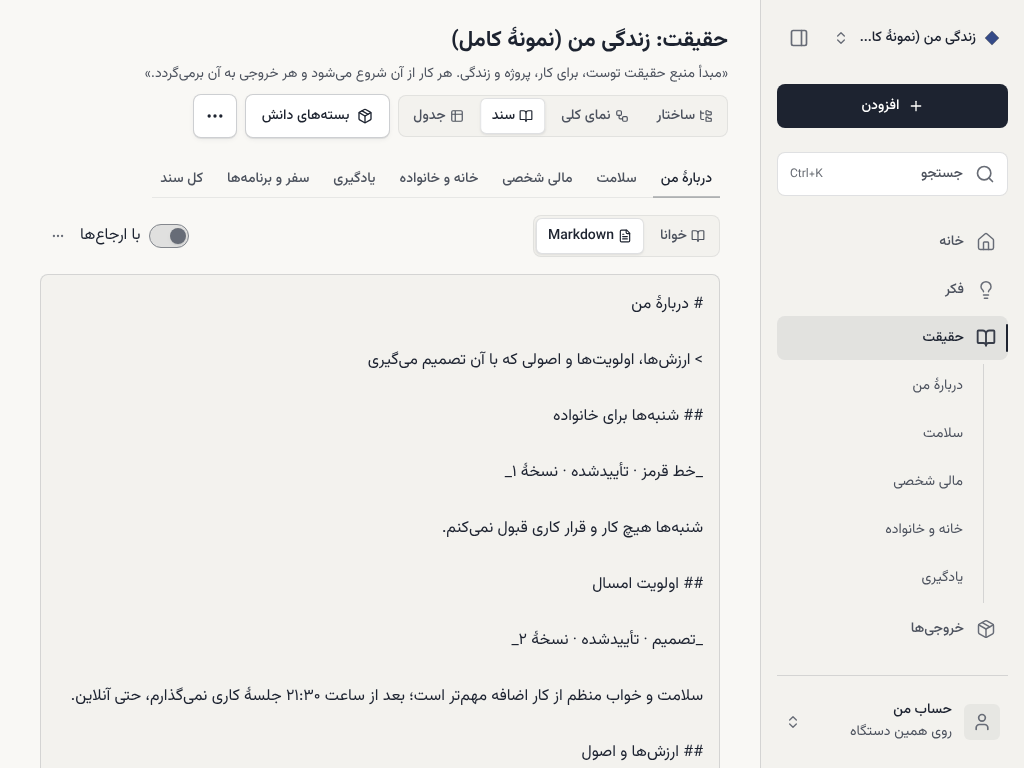 زندگی من (نمونهٔ کا...
افزودن
جستجو
Ctrl+K
خانه
فکر
حقیقت
دربارهٔ من
سلامت
مالی شخصی
خانه و خانواده
یادگیری
خروجی‌ها
حساب من
روی همین دستگاه
حقیقت: زندگی من (نمونهٔ کامل)
«مبدأ منبع حقیقت توست، برای کار، پروژه و زندگی. هر کار از آن شروع می‌شود و هر خروجی به آن برمی‌گردد.»
ساختار نمای کلی سند جدول بسته‌های دانش ...
دربارهٔ من سلامت مالی شخصی خانه و خانواده یادگیری سفر و برنامه‌ها کل سند
خوانا Markdown با ارجاع‌ها ...
# دربارهٔ من
> ارزش‌ها، اولویت‌ها و اصولی که با آن تصمیم می‌گیری
## شنبه‌ها برای خانواده
_خط قرمز · تأییدشده · نسخهٔ ۱_
شنبه‌ها هیچ کار و قرار کاری قبول نمی‌کنم.
## اولویت امسال
_تصمیم · تأییدشده · نسخهٔ ۲_
سلامت و خواب منظم از کار اضافه مهم‌تر است؛ بعد از ساعت ۲۱:۳۰ جلسهٔ کاری نمی‌گذارم، حتی آنلاین.
## ارزش‌ها و اصول